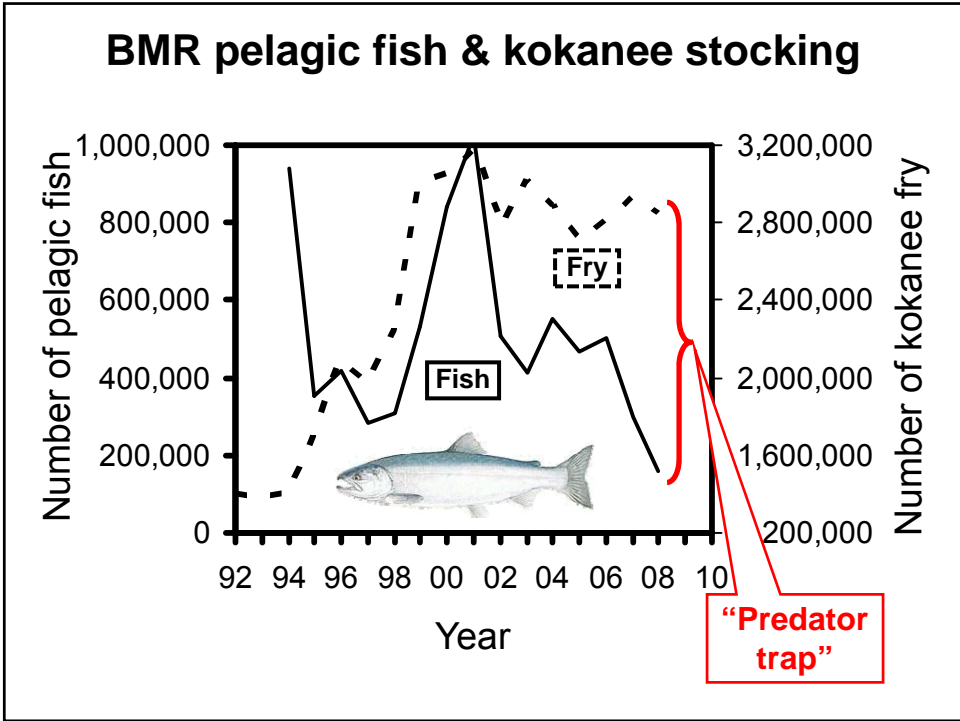 BMR pelagic fish & kokanee stocking
Number of pelagic fish
1,000,000
800,000
600,000
400,000
200,000
0
3,200,000
2,800,000
2,400,000
2,000,000
1,600,000
200,000
Number of kokanee fry
Fry
Fish
92 94 96 98 00 02 04 06 08 10
Year
“Predator
trap”